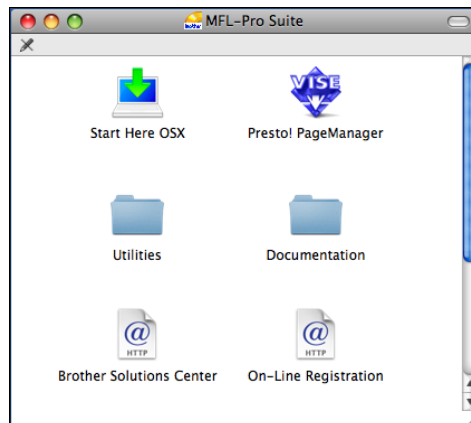 MFL-Pro Suite
VISE
Start Here OSX
Presto! PageManager
Utilities
Documentation
@
HTTP
@
HTTP
Brother Solutions Center
On-Line Registration